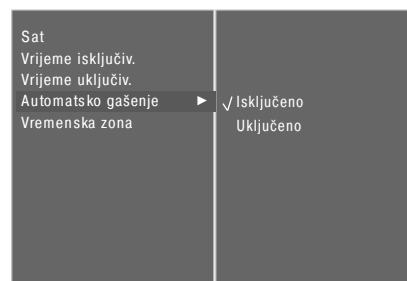 Sat
Vrijeme isključiv.
Vrijeme uključiv.
Automatsko gašenje ►
Vremenska zona
√ Isključeno
Uključeno